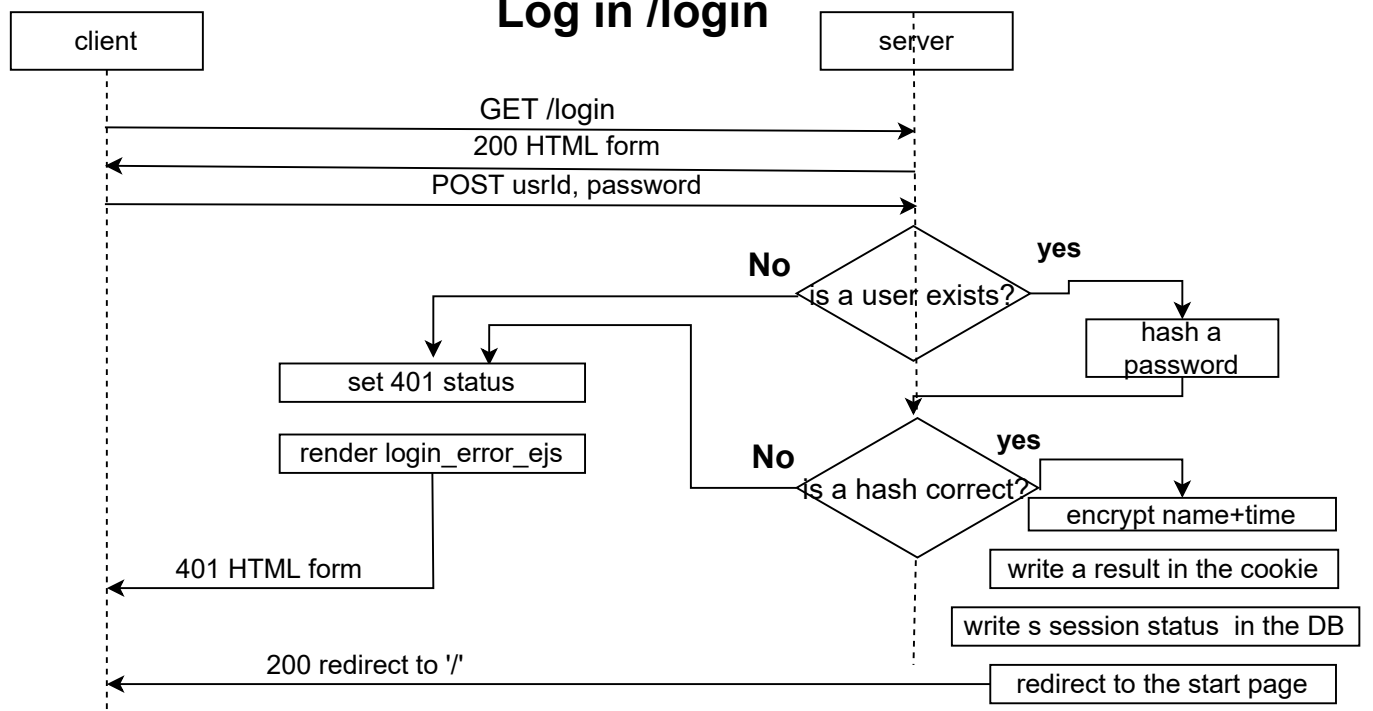 Log in /login
client
server
GET /login
200 HTML form
POST usrId, password
No
yes
is a user exists?
hash a
password
set 401 status
render login_error_ejs
No
yes
is a hash correct?
encrypt name+time
401 HTML form
write a result in the cookie
write s session status  in the DB
200 redirect to '/'
redirect to the start page